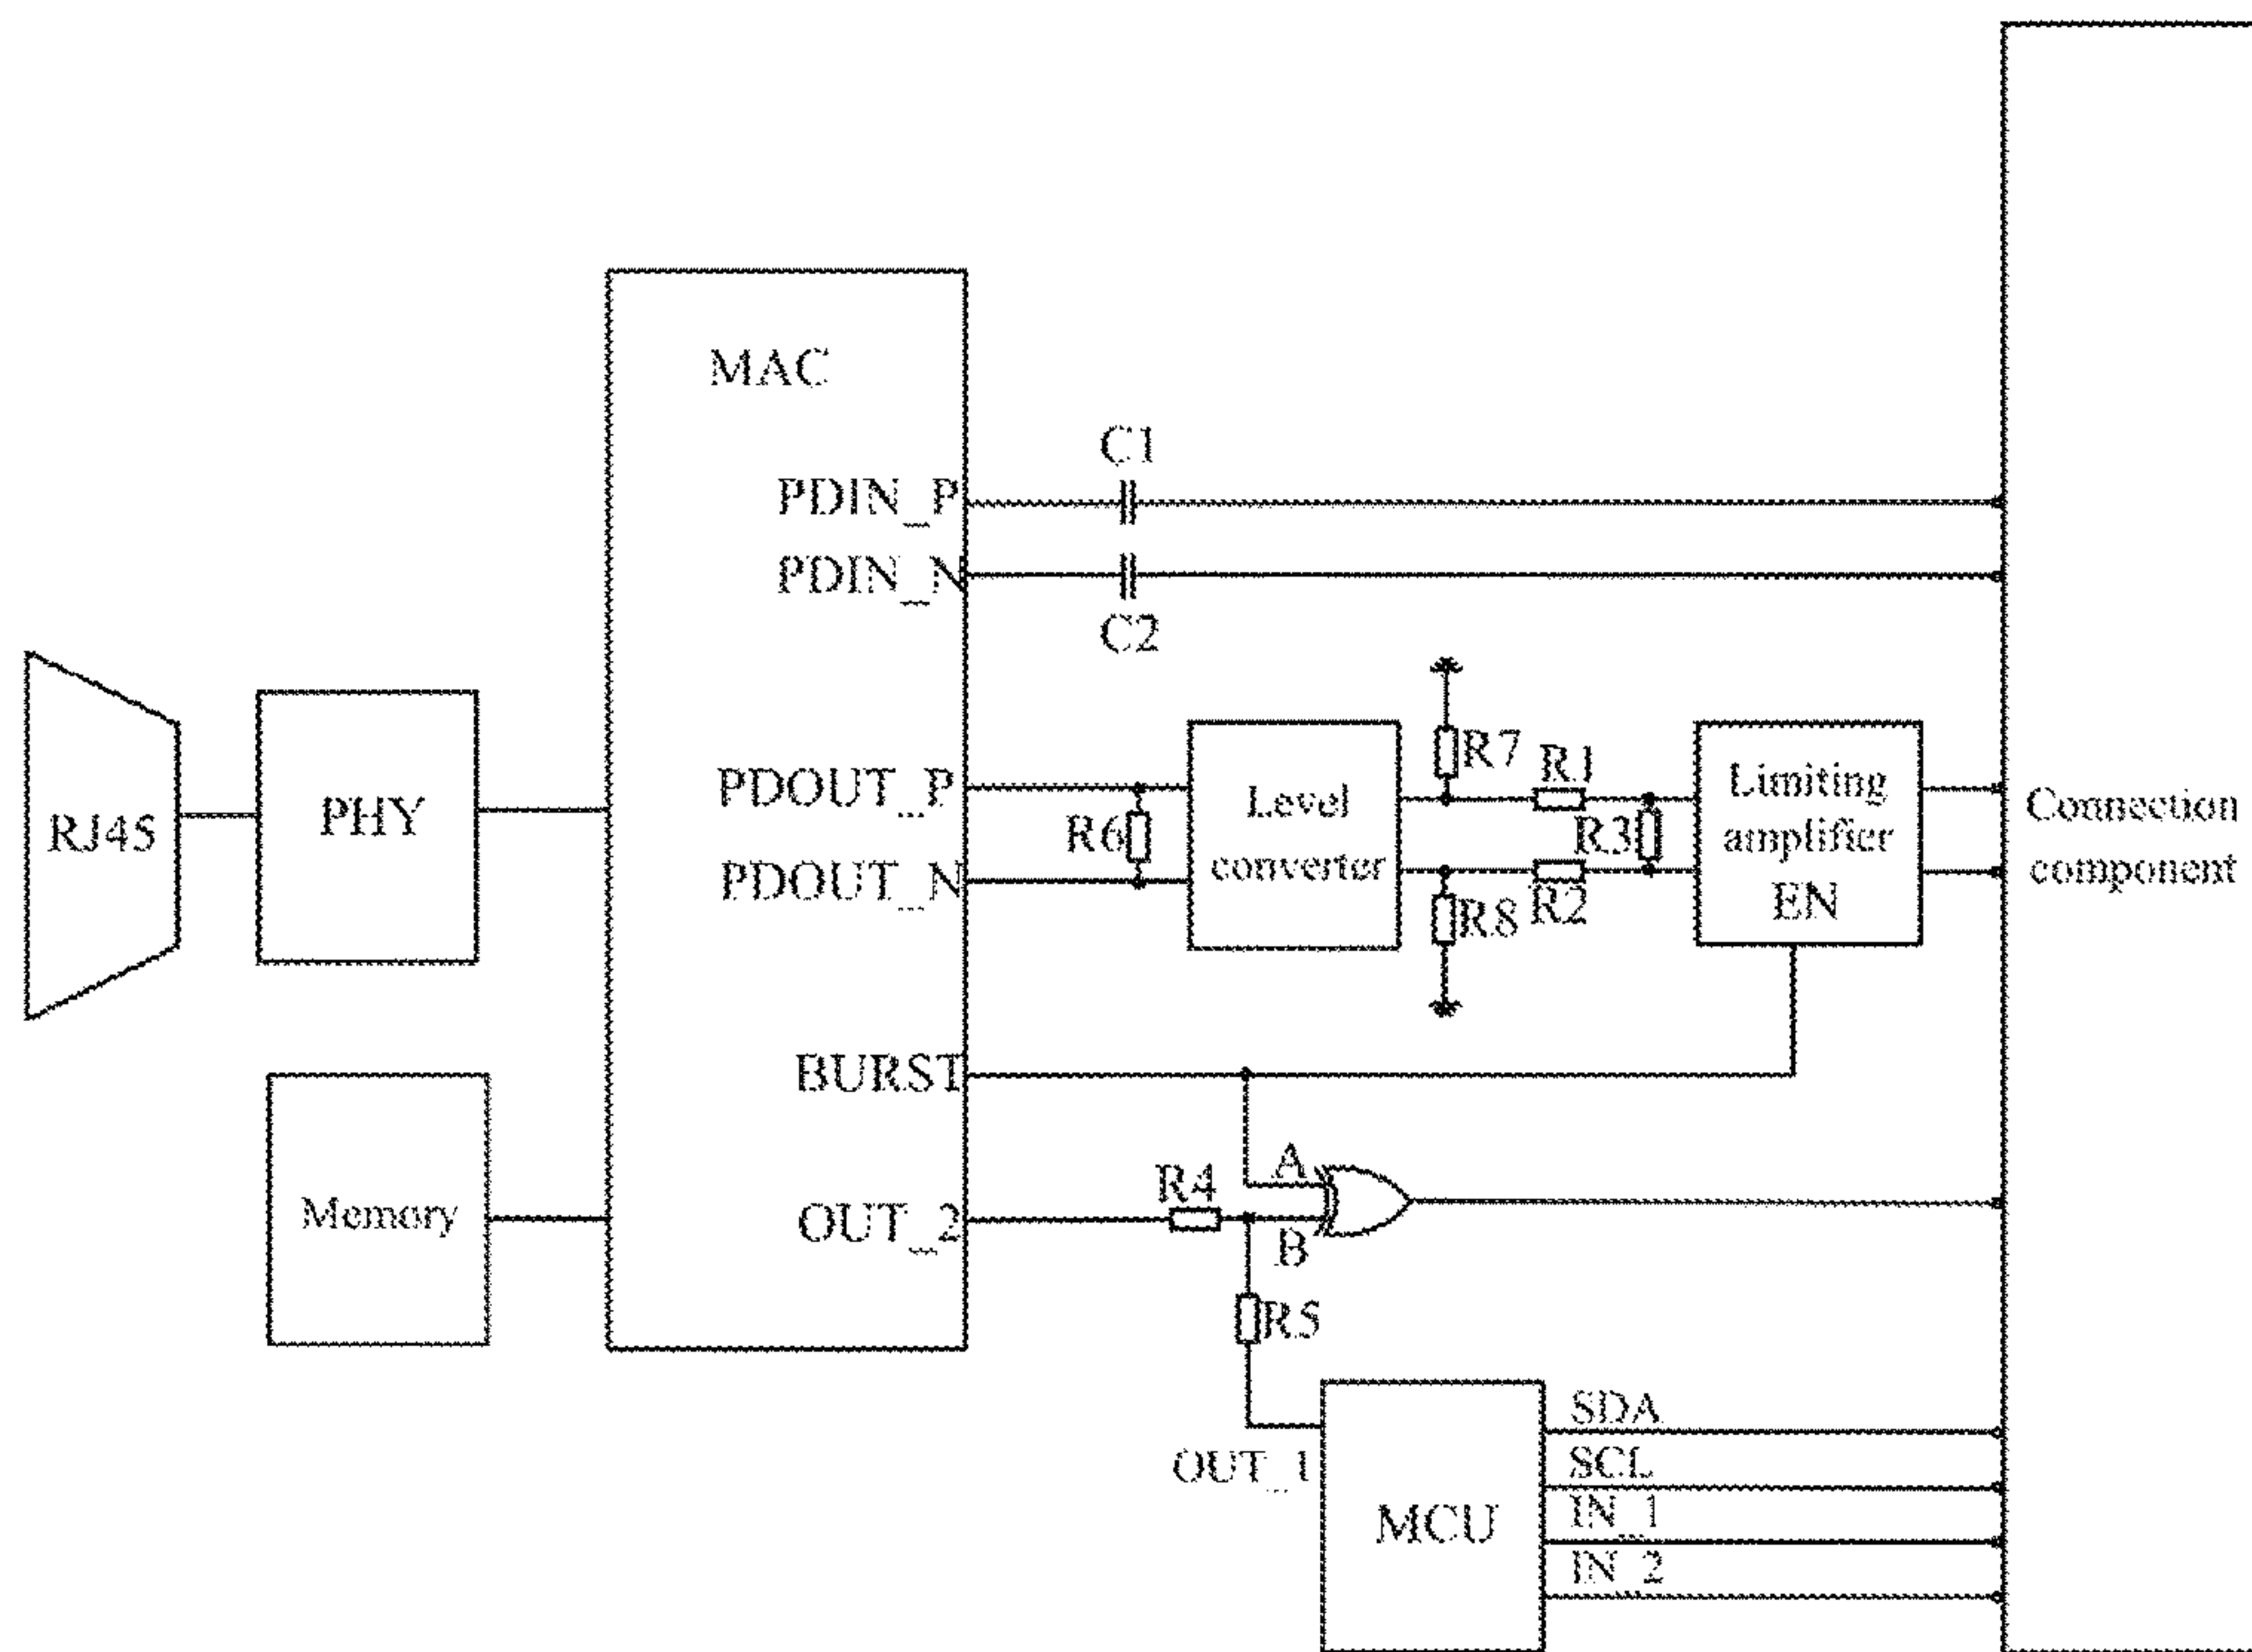 MAC
C1
PDIN_P
PDIN_N
C2
RJ45
PHY
PDOUT_P
PDOUT_N
R6
Level
converter
R7
R1
R3
R8
R2
Limiting
amplifier
EN
Connection
component
BURST
Memory
OUT_2
R4
A
B
R5
OUT_1
MCU
SDA
SCL
IN_1
IN_2